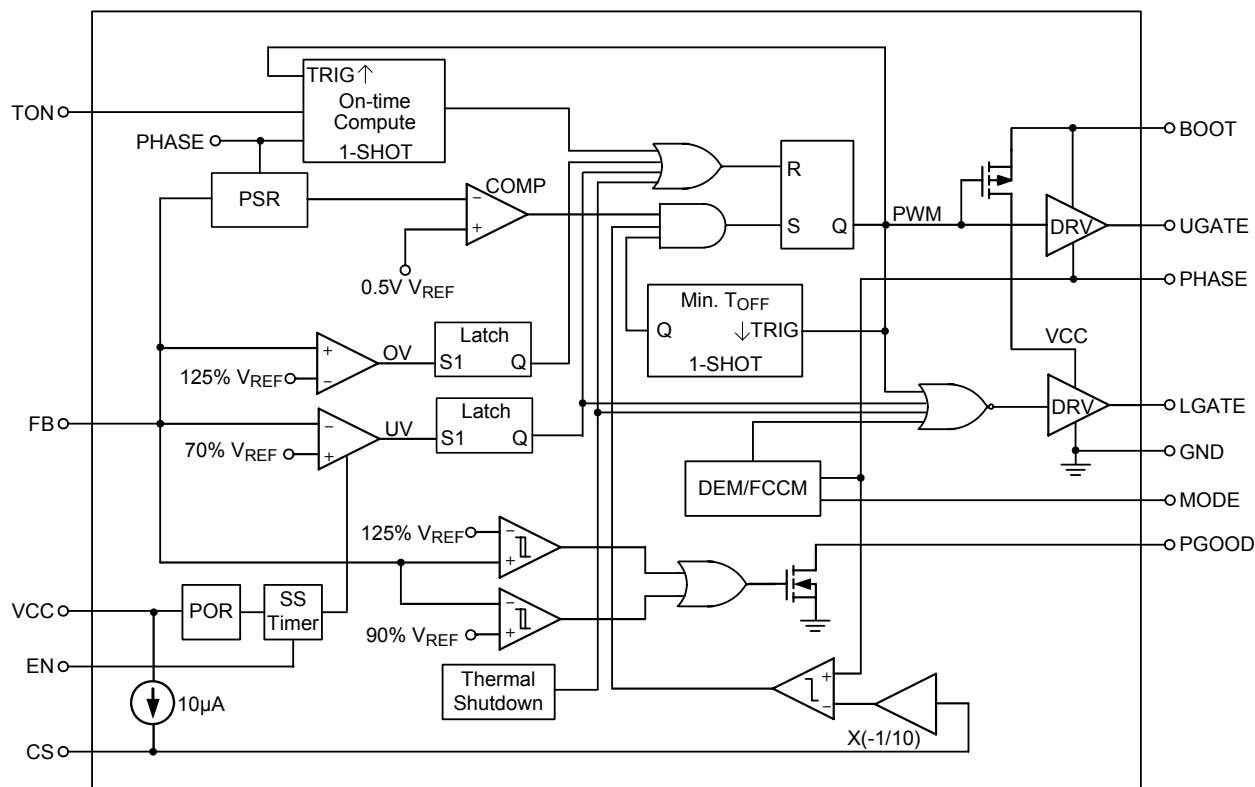 TRIG ↑
On-time
Compute
1-SHOT
TON
PHASE
PSR
COMP
−
+
0.5V VREF
R
S
Q
PWM
BOOT
DRV
UGATE
PHASE
Min. TOFF
Q
↓TRIG
1-SHOT
VCC
+
−
OV
125% VREF
Latch
S1
Q
FB
−
+
UV
70% VREF
Latch
S1
Q
DRV
LGATE
GND
DEM/FCCM
MODE
PGOOD
125% VREF
−
+
−
+
90% VREF
VCC
POR
SS
Timer
EN
10µA
CS
Thermal
Shutdown
+
−
X(-1/10)